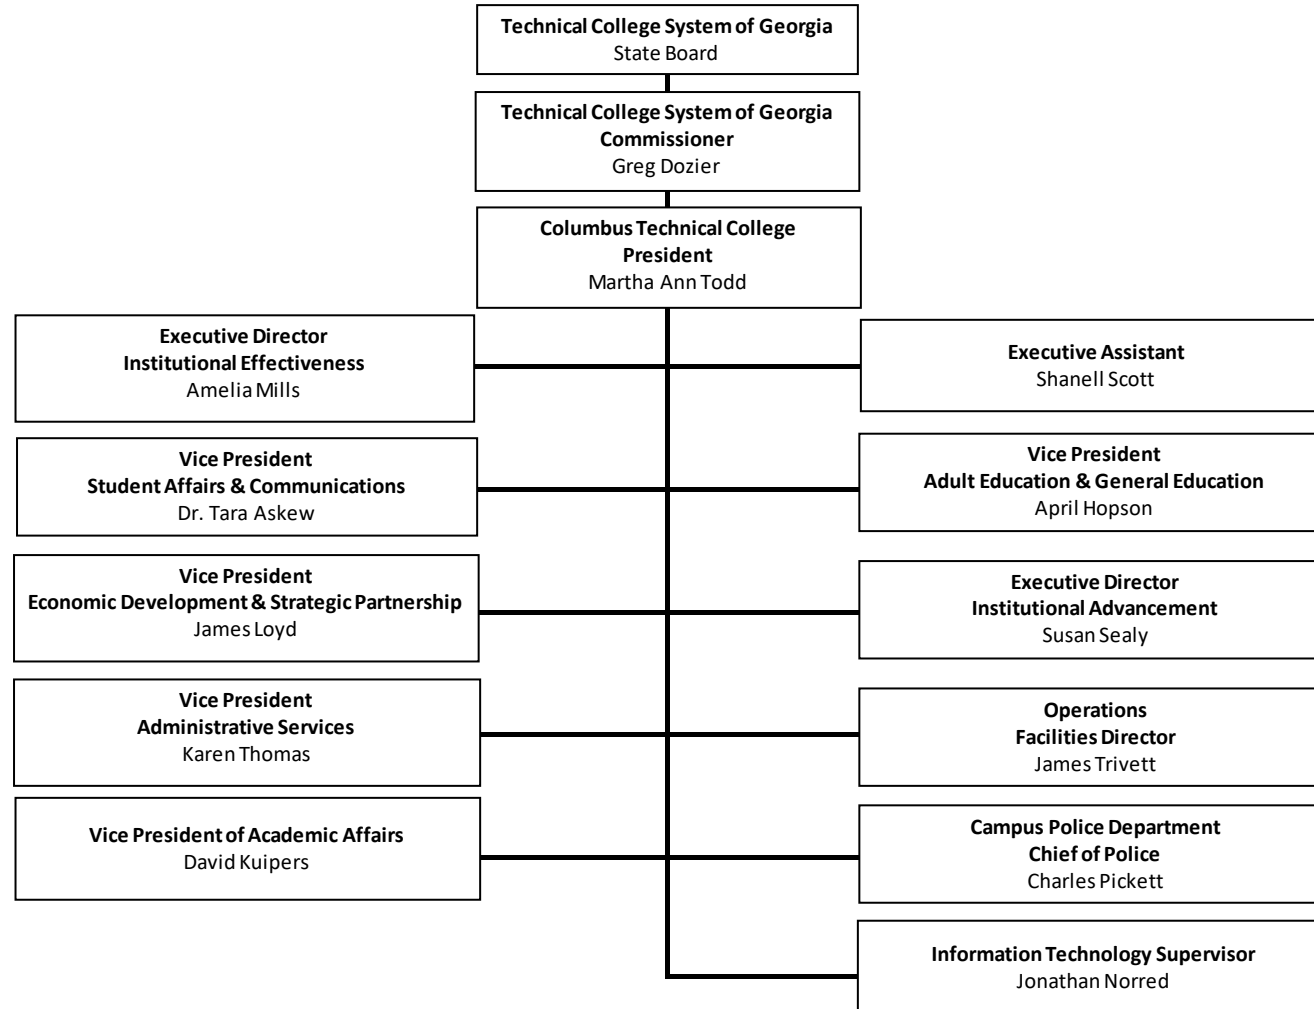 Technical College System of Georgia
State Board
Technical College System of Georgia
Commissioner
Greg Dozier
Columbus Technical College
President
Martha Ann Todd
Executive Director
Institutional Effectiveness
Amelia Mills
Executive Assistant
Shanell Scott
Vice President
Student Affairs & Communications
Dr. Tara Askew
Vice President
Adult Education & General Education
April Hopson
Vice President
Economic Development & Strategic Partnership
James Loyd
Executive Director
Institutional Advancement
Susan Sealy
Vice President
Administrative Services
Karen Thomas
Operations
Facilities Director
James Trivett
Vice President of Academic Affairs
David Kuipers
Campus Police Department
Chief of Police
Charles Pickett
Information Technology Supervisor
Jonathan Norred